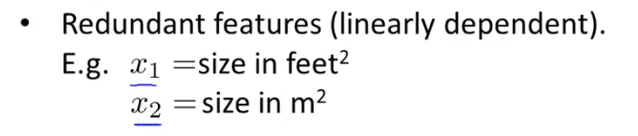 • Redundant features (linearly dependent).
E.g. x₁ =size in feet²
x₂ = size in m²